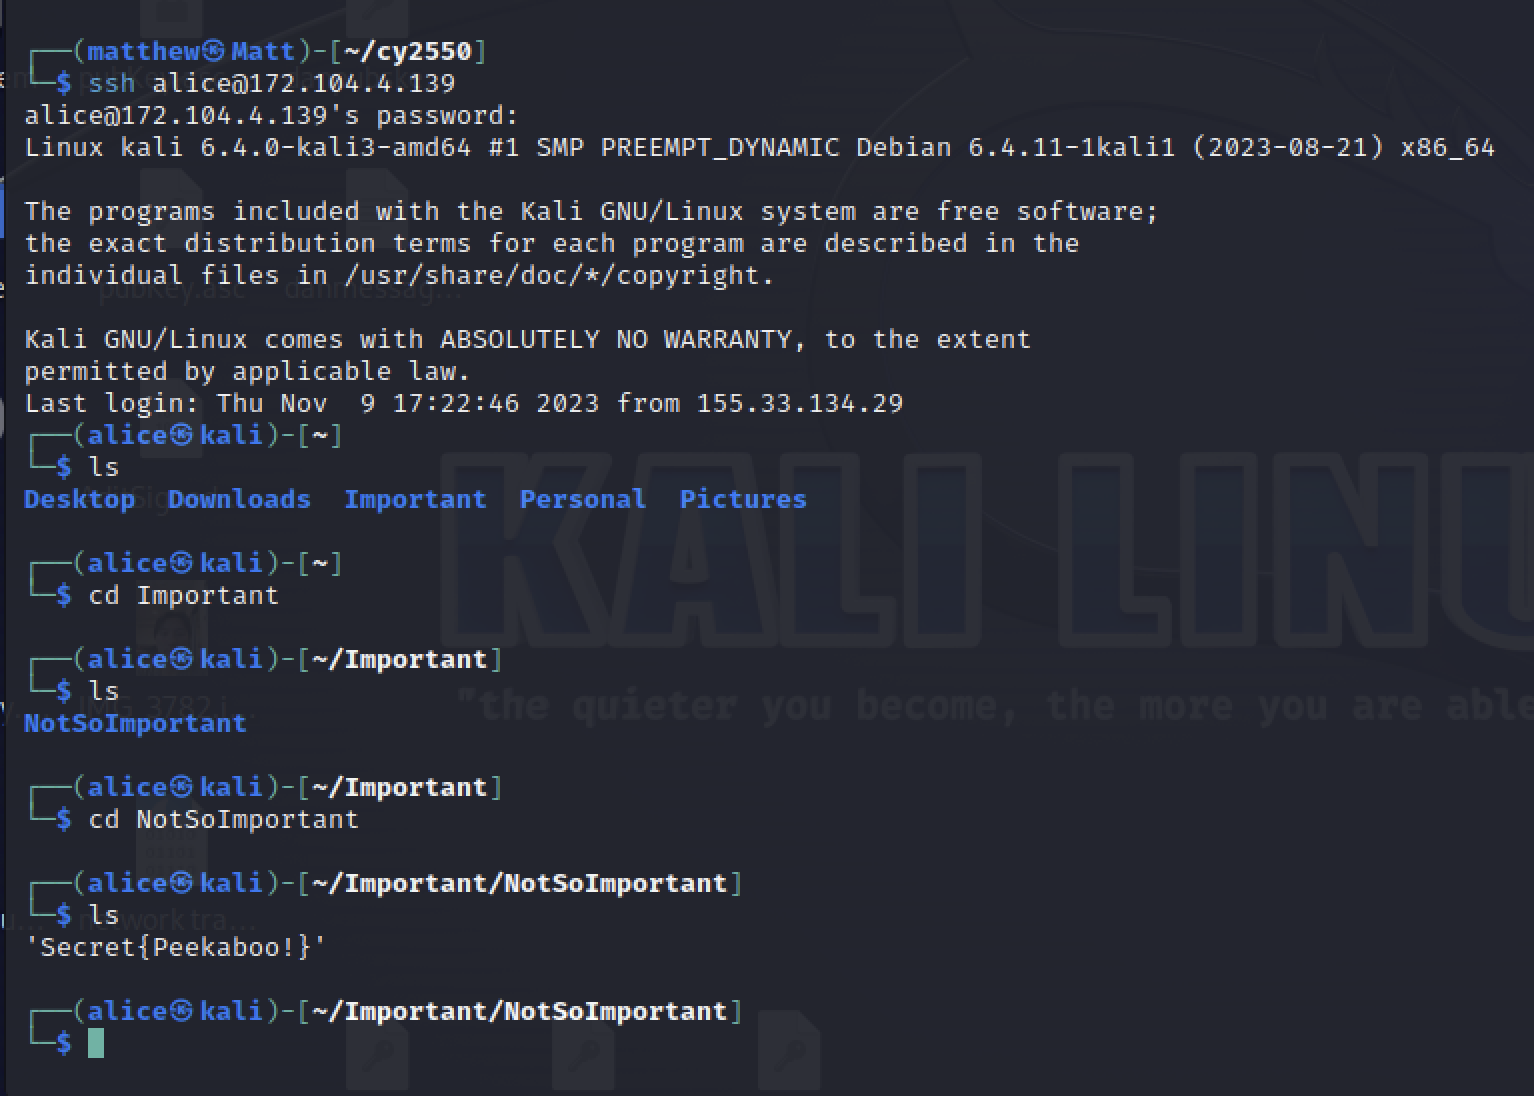 ┌──(matthew㉿Matt)-[~/cy2550]
└─$ ssh alice@172.104.4.139
alice@172.104.4.139's password:
Linux kali 6.4.0-kali3-amd64 #1 SMP PREEMPT_DYNAMIC Debian 6.4.11-1kali1 (2023-08-21) x86_64
The programs included with the Kali GNU/Linux system are free software;
the exact distribution terms for each program are described in the
individual files in /usr/share/doc/*/copyright.
pubKey.asc danmessag...
Kali GNU/Linux comes with ABSOLUTELY NO WARRANTY, to the extent
permitted by applicable law.
Last login: Thu Nov  9 17:22:46 2023 from 155.33.134.29
┌──(alice㉿kali)-[~]
└─$ ls
Desktop  Downloads  Important  Personal  Pictures
KALI LINU
┌──(alice㉿kali)-[~]
└─$ cd Important
┌──(alice㉿kali)-[~/Important]
└─$ ls
IMG_3782.j...
"the quieter you become, the more you are able
NotSoImportant
┌──(alice㉿kali)-[~/Important]
└─$ cd NotSoImportant
┌──(alice㉿kali)-[~/Important/NotSoImportant]
└─$ ls
network tra...
'Secret{Peekaboo!}'
┌──(alice㉿kali)-[~/Important/NotSoImportant]
└─$